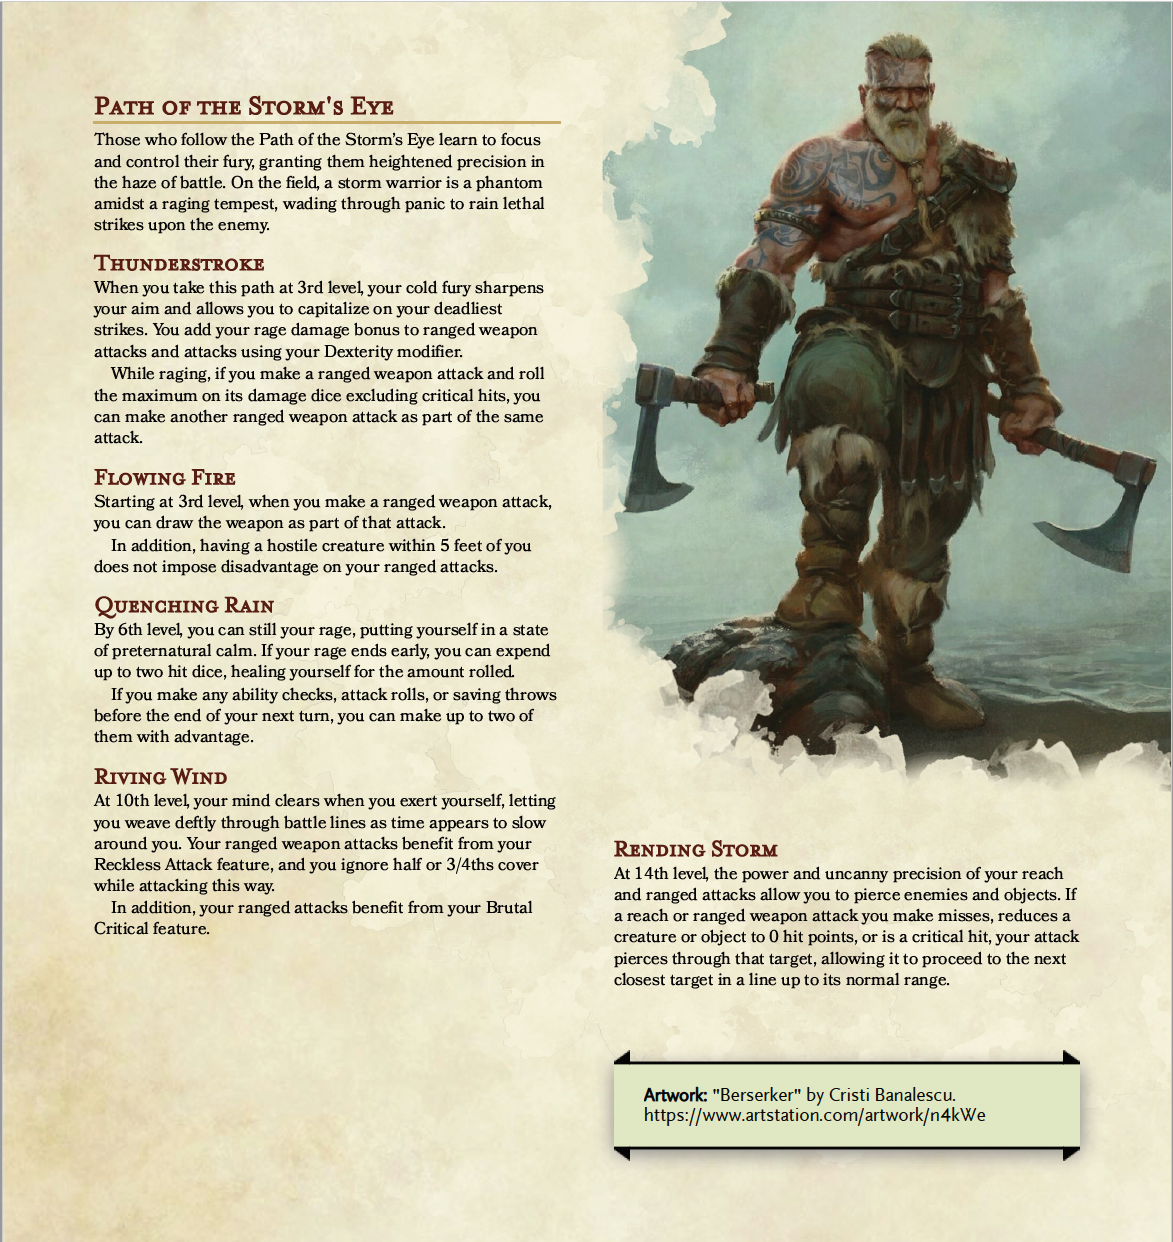 Path of the Storm's Eye
Those who follow the Path of the Storm's Eye learn to focus
and control their fury, granting them heightened precision in
the haze of battle. On the field, a storm warrior is a phantom
amidst a raging tempest, wading through panic to rain lethal
strikes upon the enemy.
Thunderstroke
When you take this path at 3rd level, your cold fury sharpens
your aim and allows you to capitalize on your deadliest
strikes. You add your rage damage bonus to ranged weapon
attacks and attacks using your Dexterity modifier.
While raging, if you make a ranged weapon attack and roll
the maximum on its damage dice excluding critical hits, you
can make another ranged weapon attack as part of the same
attack.
Flowing Fire
Starting at 3rd level, when you make a ranged weapon attack,
you can draw the weapon as part of that attack.
In addition, having a hostile creature within 5 feet of you
does not impose disadvantage on your ranged attacks.
Quenching Rain
By 6th level, you can still your rage, putting yourself in a state
of preternatural calm. If your rage ends early, you can expend
up to two hit dice, healing yourself for the amount rolled.
If you make any ability checks, attack rolls, or saving throws
before the end of your next turn, you can make up to two of
them with advantage.
Riving Wind
At 10th level, your mind clears when you exert yourself, letting
you weave deftly through battle lines as time appears to slow
around you. Your ranged weapon attacks benefit from your
Reckless Attack feature, and you ignore half or 3/4ths cover
while attacking this way.
In addition, your ranged attacks benefit from your Brutal
Critical feature.
Rending Storm
At 14th level, the power and uncanny precision of your reach
and ranged attacks allow you to pierce enemies and objects. If
a reach or ranged weapon attack you make misses, reduces a
creature or object to 0 hit points, or is a critical hit, your attack
pierces through that target, allowing it to proceed to the next
closest target in a line up to its normal range.
Artwork: "Berserker" by Cristi Banalescu.
https://www.artstation.com/artwork/n4kWe